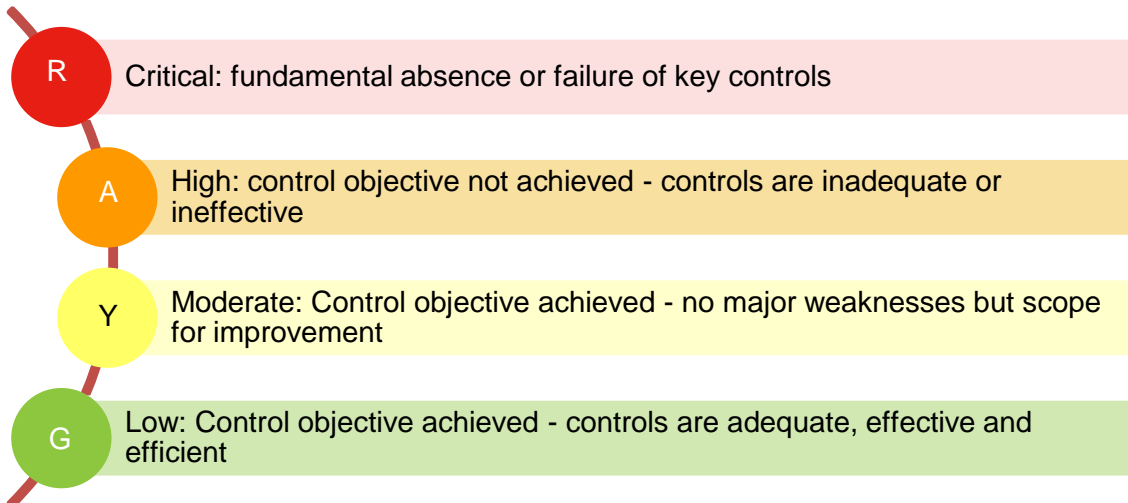 R
Critical: fundamental absence or failure of key controls
A
High: control objective not achieved - controls are inadequate or
ineffective
Y
Moderate: Control objective achieved - no major weaknesses but scope
for improvement
G
Low: Control objective achieved - controls are adequate, effective and
efficient